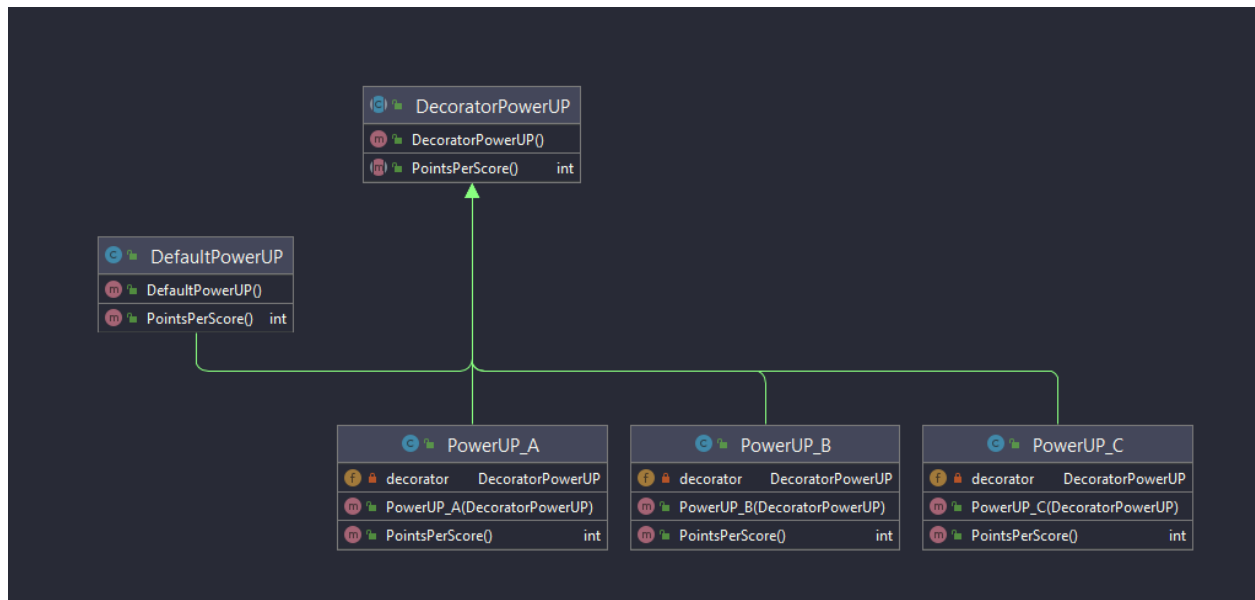 DecoratorPowerUP
m DecoratorPowerUP()
m PointsPerScore() int
C DefaultPowerUP
m DefaultPowerUP()
m PointsPerScore() int
C PowerUP_A
f decorator DecoratorPowerUP
m PowerUP_A(DecoratorPowerUP)
m PointsPerScore() int
C PowerUP_B
f decorator DecoratorPowerUP
m PowerUP_B(DecoratorPowerUP)
m PointsPerScore() int
C PowerUP_C
f decorator DecoratorPowerUP
m PowerUP_C(DecoratorPowerUP)
m PointsPerScore() int